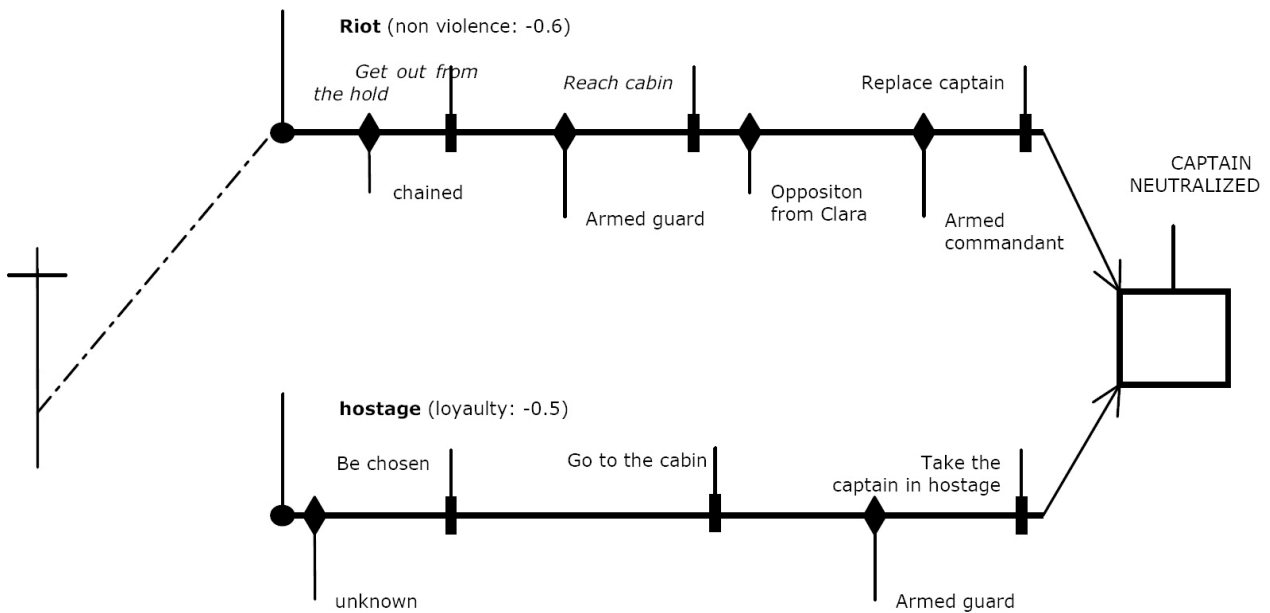 Riot (non violence: -0.6)
Get out from
the hold
Reach cabin
Replace captain
chained
Armed guard
Oppositon
from Clara
Armed
commandant
CAPTAIN
NEUTRALIZED
hostage (loyaulty: -0.5)
Be chosen
Go to the cabin
Take the
captain in hostage
unknown
Armed guard